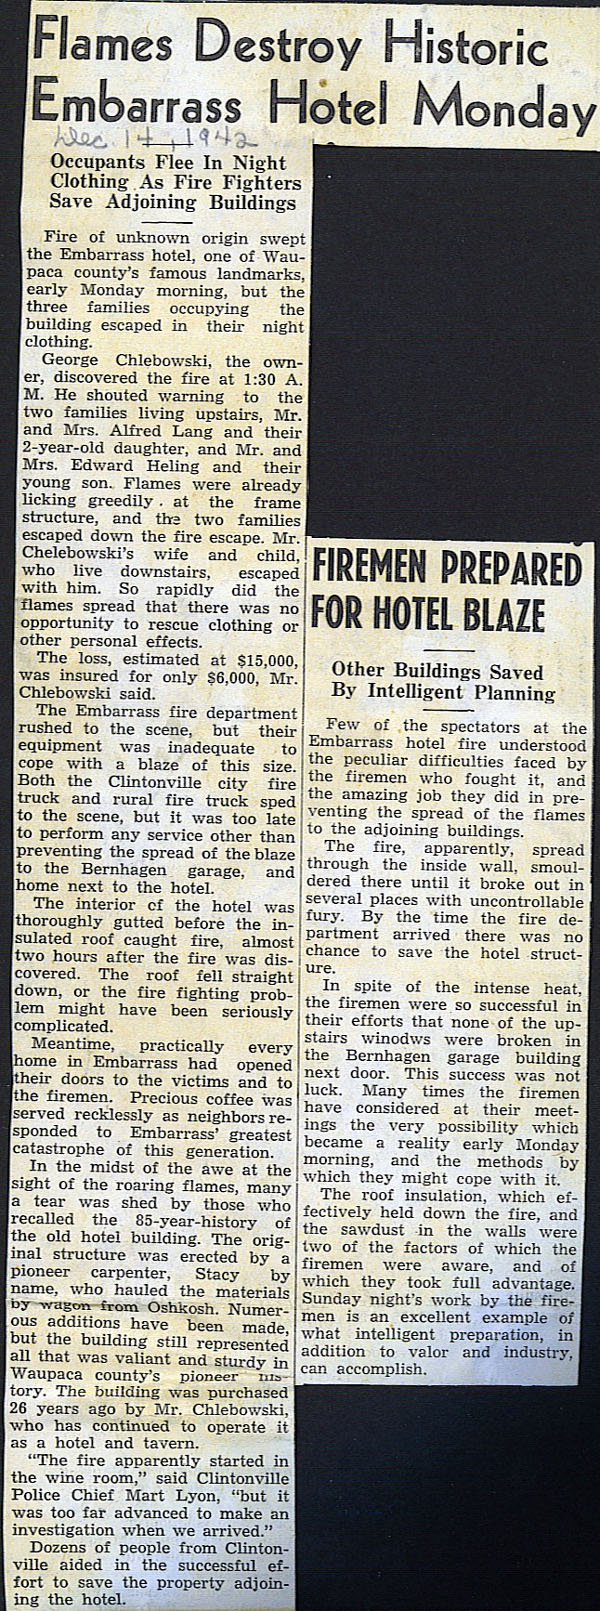 Flames Destroy Historic
Embarrass Hotel Monday
Dec. 14, 1942
Occupants Flee In Night
Clothing As Fire Fighters
Save Adjoining Buildings
Fire of unknown origin swept
the Embarrass hotel, one of Wau-
paca county's famous landmarks,
early Monday morning, but the
three families occupying the
building escaped in their night
clothing.
George Chlebowski, the own-
er, discovered the fire at 1:30 A.
M. He shouted warning to the
two families living upstairs, Mr.
and Mrs. Alfred Lang and their
2-year-old daughter, and Mr. and
Mrs. Edward Heling and their
young son. Flames were already
licking greedily. at the frame
structure, and the two families
escaped down the fire escape. Mr.
Chelebowski's wife and child,
who live downstairs, escaped
with him. So rapidly did the
flames spread that there was no
opportunity to rescue clothing or
other personal effects.
The loss, estimated at $15,000,
was insured for only $6,000, Mr.
Chlebowski said.
The Embarrass fire department
rushed to the scene, but their
equipment was inadequate to
cope with a blaze of this size.
Both the Clintonville city fire
truck and rural fire truck sped
to the scene, but it was too late
to perform any service other than
preventing the spread of the blaze
to the Bernhagen garage, and
home next to the hotel.
The interior of the hotel was
thoroughly gutted before the in-
sulated roof caught fire, almost
two hours after the fire was dis-
covered. The roof fell straight
down, or the fire fighting prob-
lem might have been seriously
complicated.
Meantime, practically every
home in Embarrass had opened
their doors to the victims and to
the firemen. Precious coffee was
served recklessly as neighbors re-
sponded to Embarrass' greatest
catastrophe of this generation.
In the midst of the awe at the
sight of the roaring flames, many
a tear was shed by those who
recalled the 85-year-history of
the old hotel building. The orig-
inal structure was erected by a
pioneer carpenter, Stacy by
name, who hauled the materials
by wagon from Oshkosh. Numer-
ous additions have been made,
but the building still represented
all that was valiant and sturdy in
Waupaca county's pioneer his-
tory. The building was purchased
26 years ago by Mr. Chlebowski,
who has continued to operate it
as a hotel and tavern.
"The fire apparently started in
the wine room," said Clintonville
Police Chief Mart Lyon, "but it
was too far advanced to make an
investigation when we arrived."
Dozens of people from Clinton-
ville aided in the successful ef-
fort to save the property adjoin-
ing the hotel.
FIREMEN PREPARED
FOR HOTEL BLAZE
Other Buildings Saved
By Intelligent Planning
Few of the spectators at the
Embarrass hotel fire understood
the peculiar difficulties faced by
the firemen who fought it, and
the amazing job they did in pre-
venting the spread of the flames
to the adjoining buildings.
The fire, apparently, spread
through the inside wall, smoul-
dered there until it broke out in
several places with uncontrollable
fury. By the time the fire de-
partment arrived there was no
chance to save the hotel struct-
ure.
In spite of the intense heat,
the firemen were so successful in
their efforts that none of the up-
stairs winodws were broken in
the Bernhagen garage building
next door. This success was not
luck. Many times the firemen
have considered at their meet-
ings the very possibility which
became a reality early Monday
morning, and the methods by
which they might cope with it.
The roof insulation, which ef-
fectively held down the fire, and
the sawdust in the walls were
two of the factors of which the
firemen were aware, and of
which they took full advantage.
Sunday night's work by the fire-
men is an excellent example of
what intelligent preparation, in
addition to valor and industry,
can accomplish.